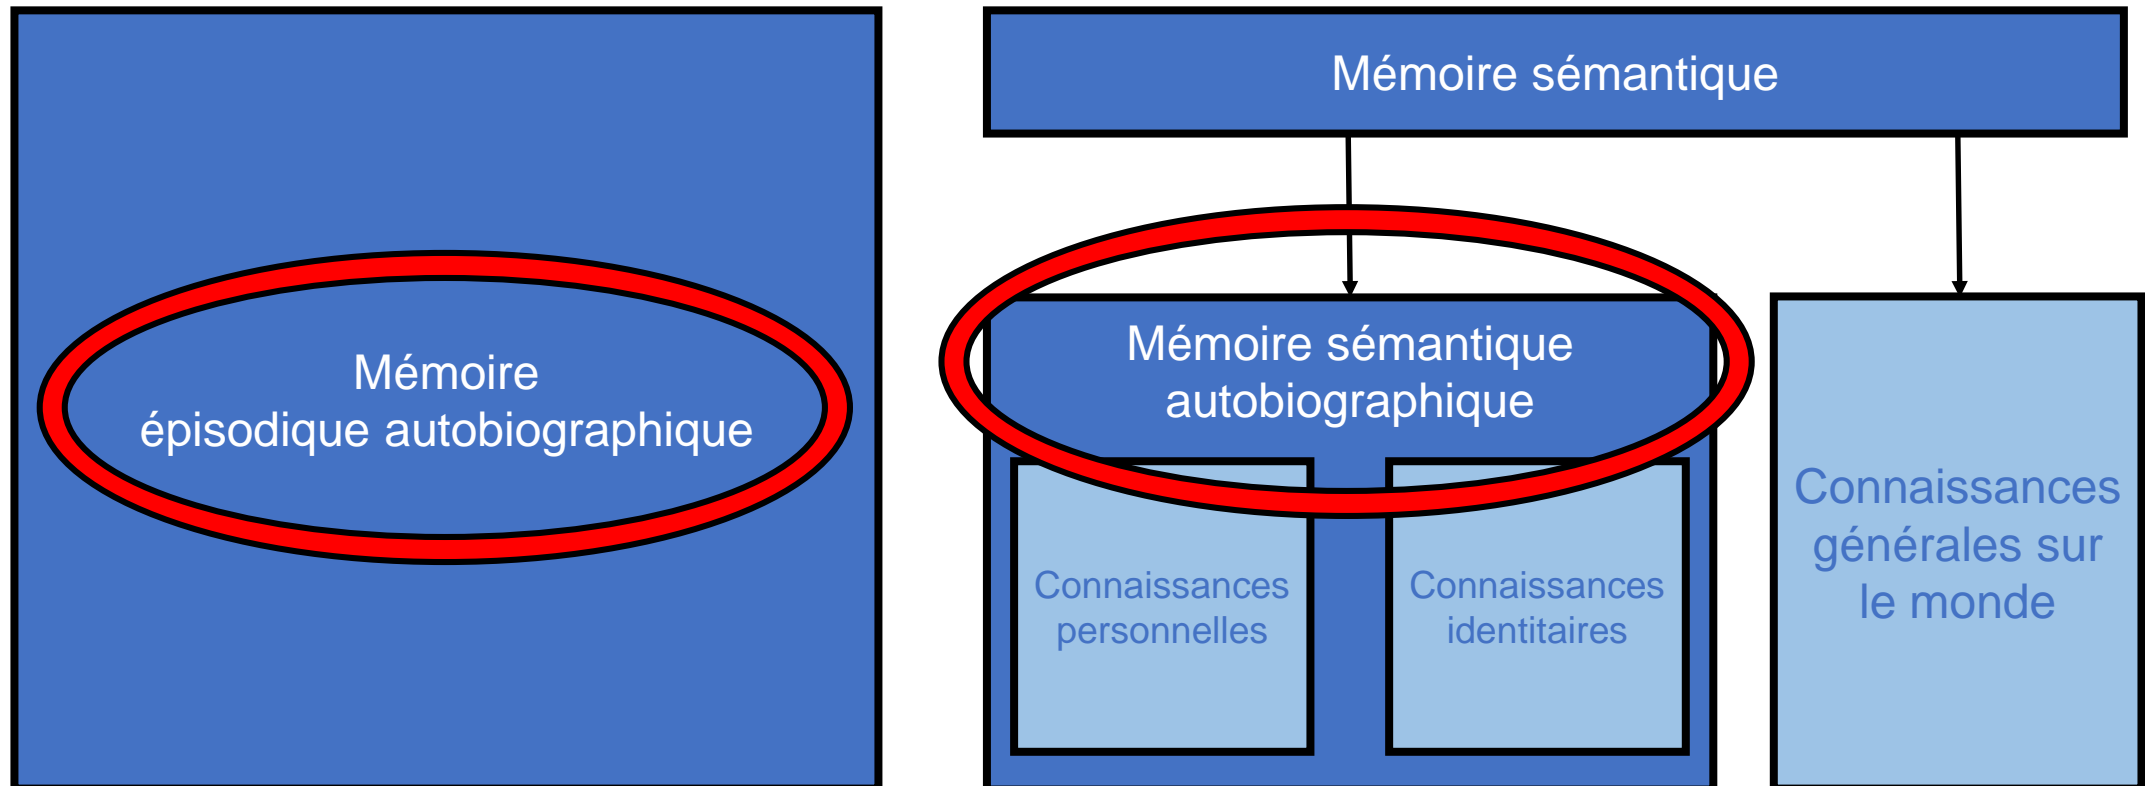 Mémoire
épisodique autobiographique
Mémoire sémantique
Mémoire sémantique
autobiographique
Connaissances
personnelles
Connaissances
identitaires
Connaissances
générales sur
le monde